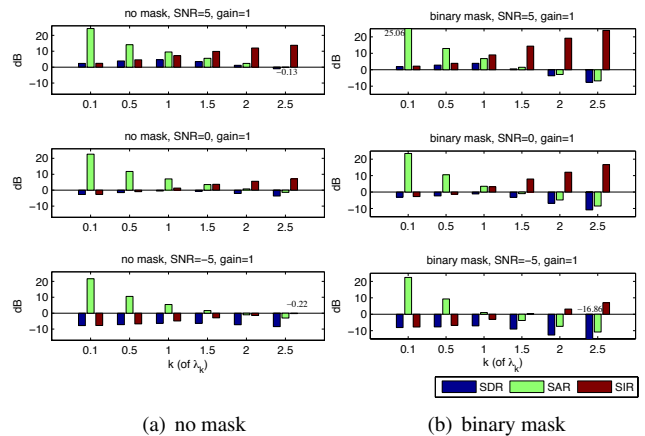 no mask, SNR=5, gain=1
20
10
0
−10
dB
−0.13
0.1 0.5 1 1.5 2 2.5
no mask, SNR=0, gain=1
20
10
0
−10
dB
0.1 0.5 1 1.5 2 2.5
no mask, SNR=−5, gain=1
20
10
0
−10
dB
−0.22
0.1 0.5 1 1.5 2 2.5
k (of λk)
binary mask, SNR=5, gain=1
25.06
20
10
0
−10
dB
0.1 0.5 1 1.5 2 2.5
binary mask, SNR=0, gain=1
20
10
0
−10
dB
0.1 0.5 1 1.5 2 2.5
binary mask, SNR=−5, gain=1
20
10
0
−10
dB
−16.86
0.1 0.5 1 1.5 2 2.5
k (of λk)
SDR SAR SIR
(a) no mask
(b) binary mask